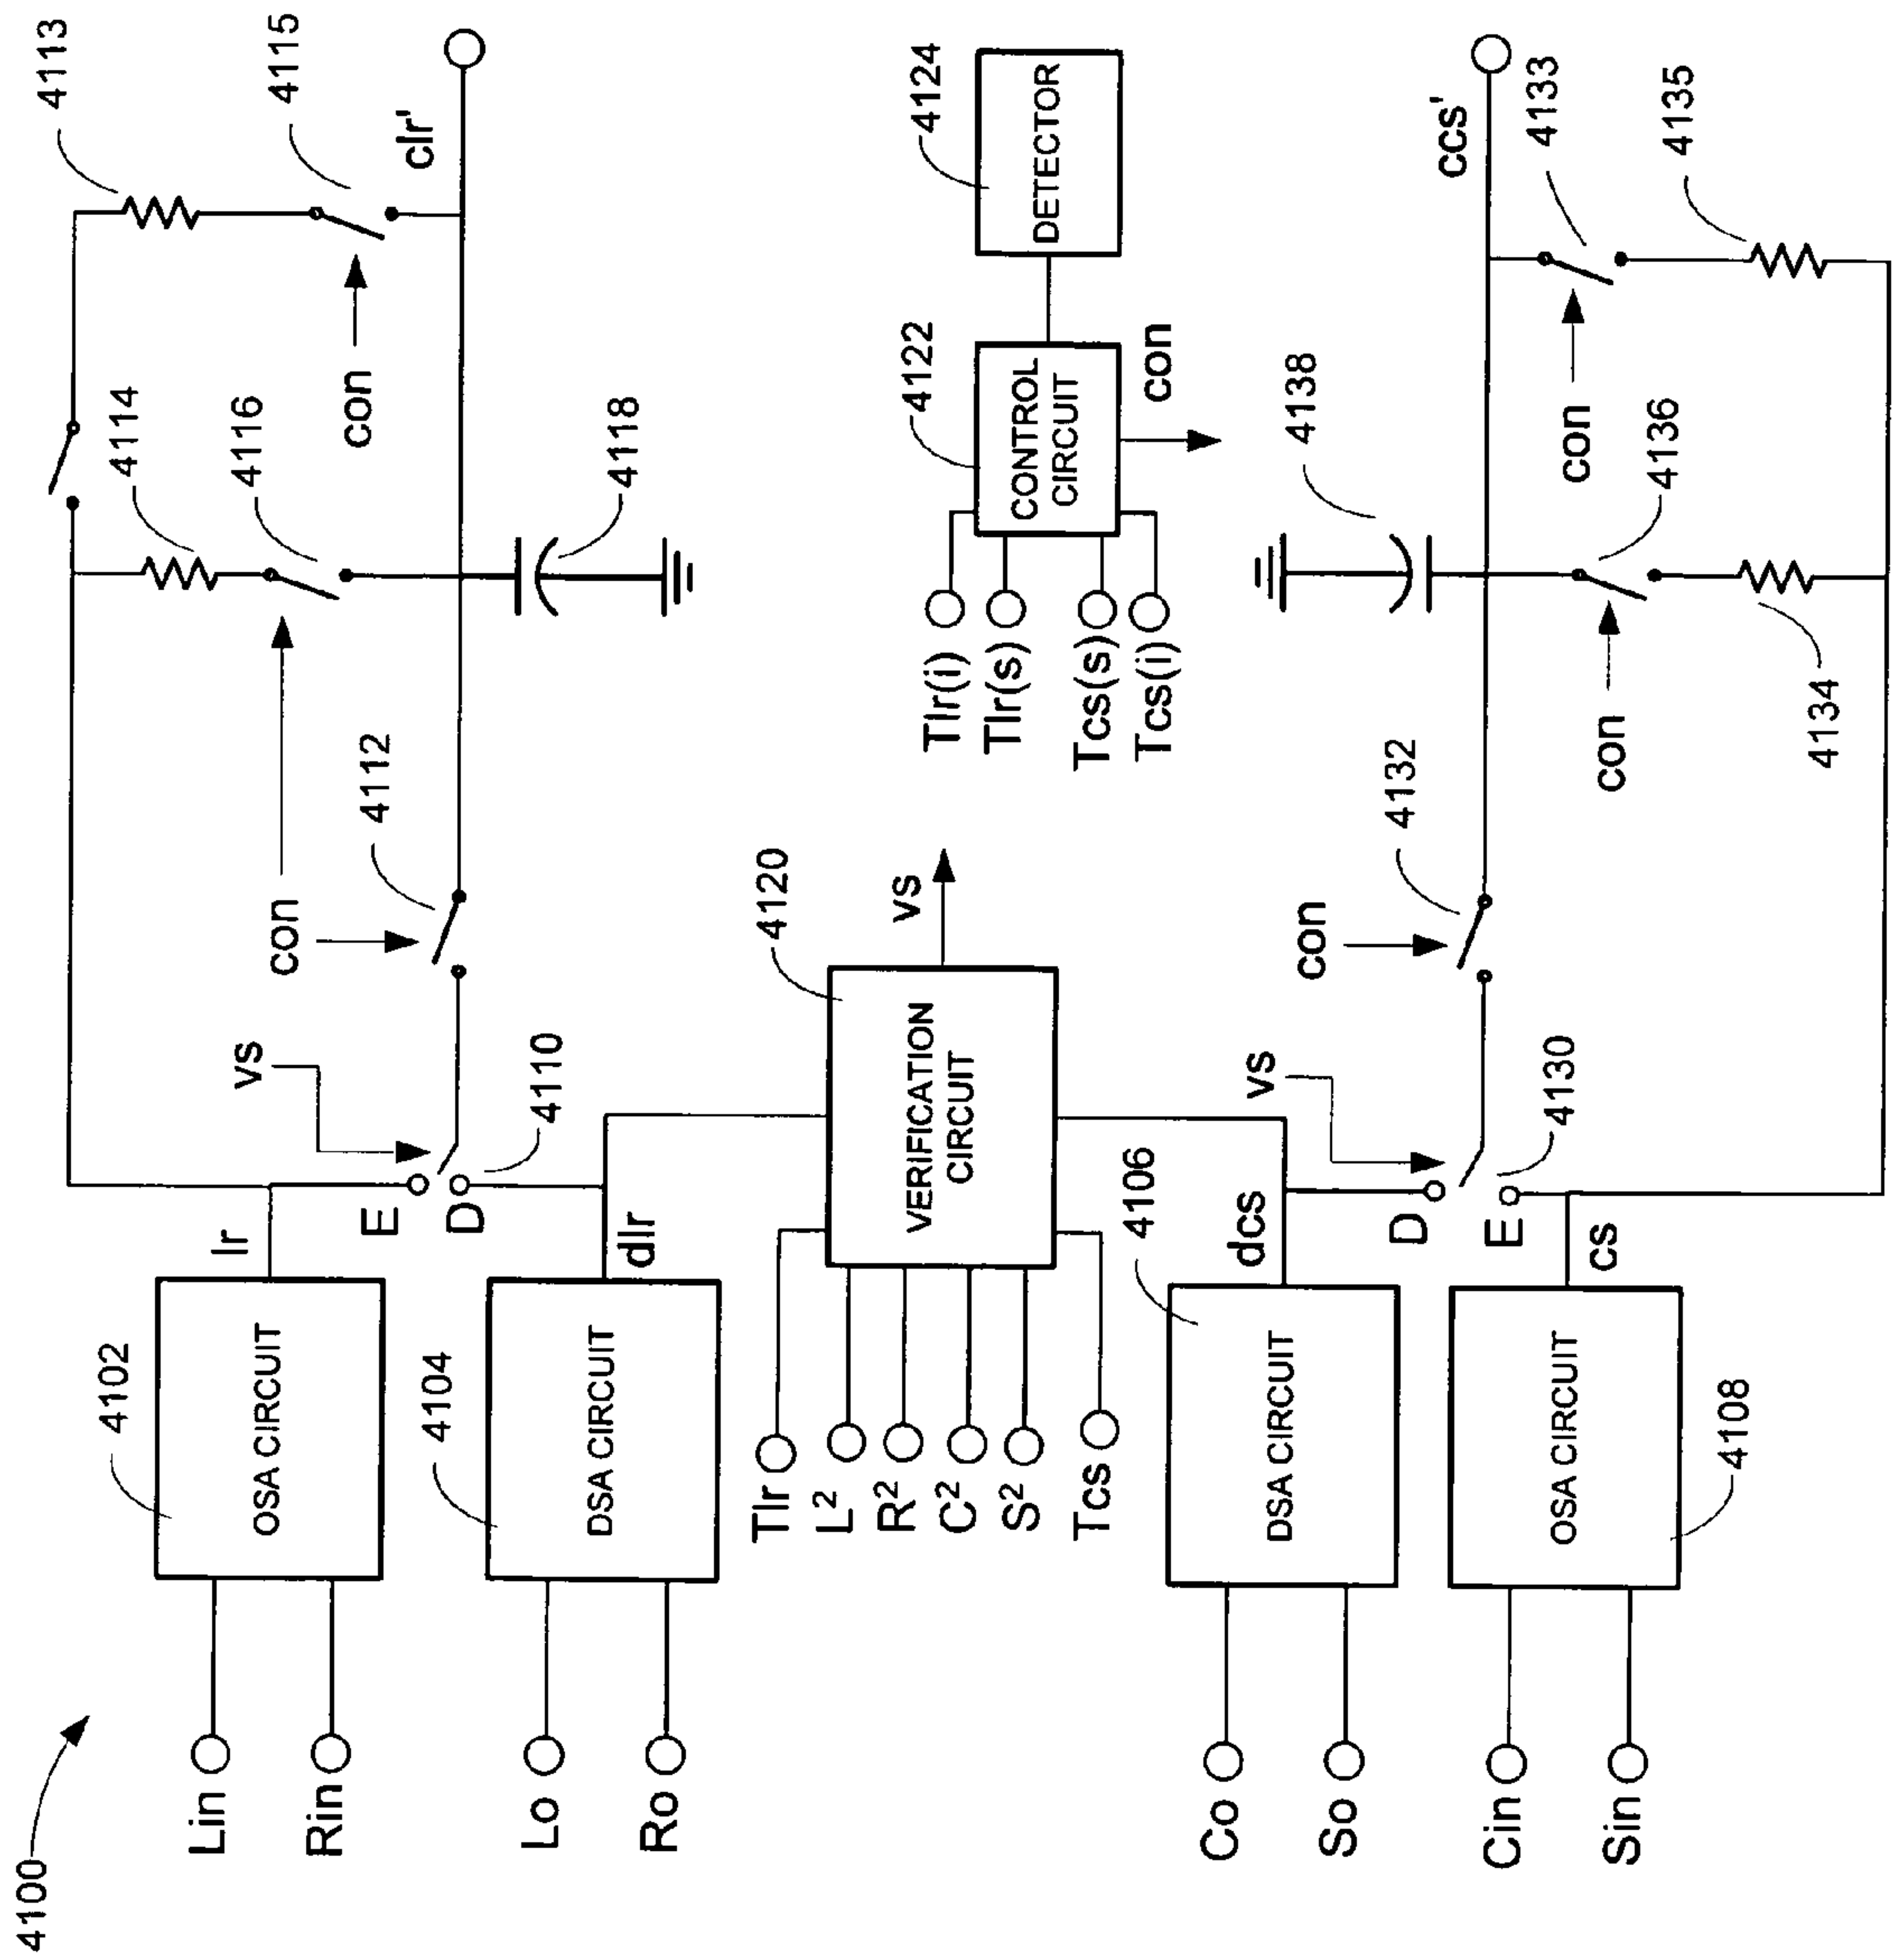 4100
Lin
Rin
4102
OSA CIRCUIT
lr
E
D
vs
4110
con
4112
4114
4116
4113
4115
con
clr'
4118
Lo
Ro
4104
DSA CIRCUIT
dlr
Tlr
L²
R²
C²
S²
Tcs
4120
VERIFICATION
CIRCUIT
vs
Tlr(i)
Tlr(s)
Tcs(s)
Tcs(i)
4122
CONTROL
CIRCUIT
con
4124
DETECTOR
Co
So
4106
DSA CIRCUIT
dcs
D
E
vs
4130
con
4132
4138
ccs'
4133
con
4136
4135
con
4134
Cin
Sin
OSA CIRCUIT
4108
cs